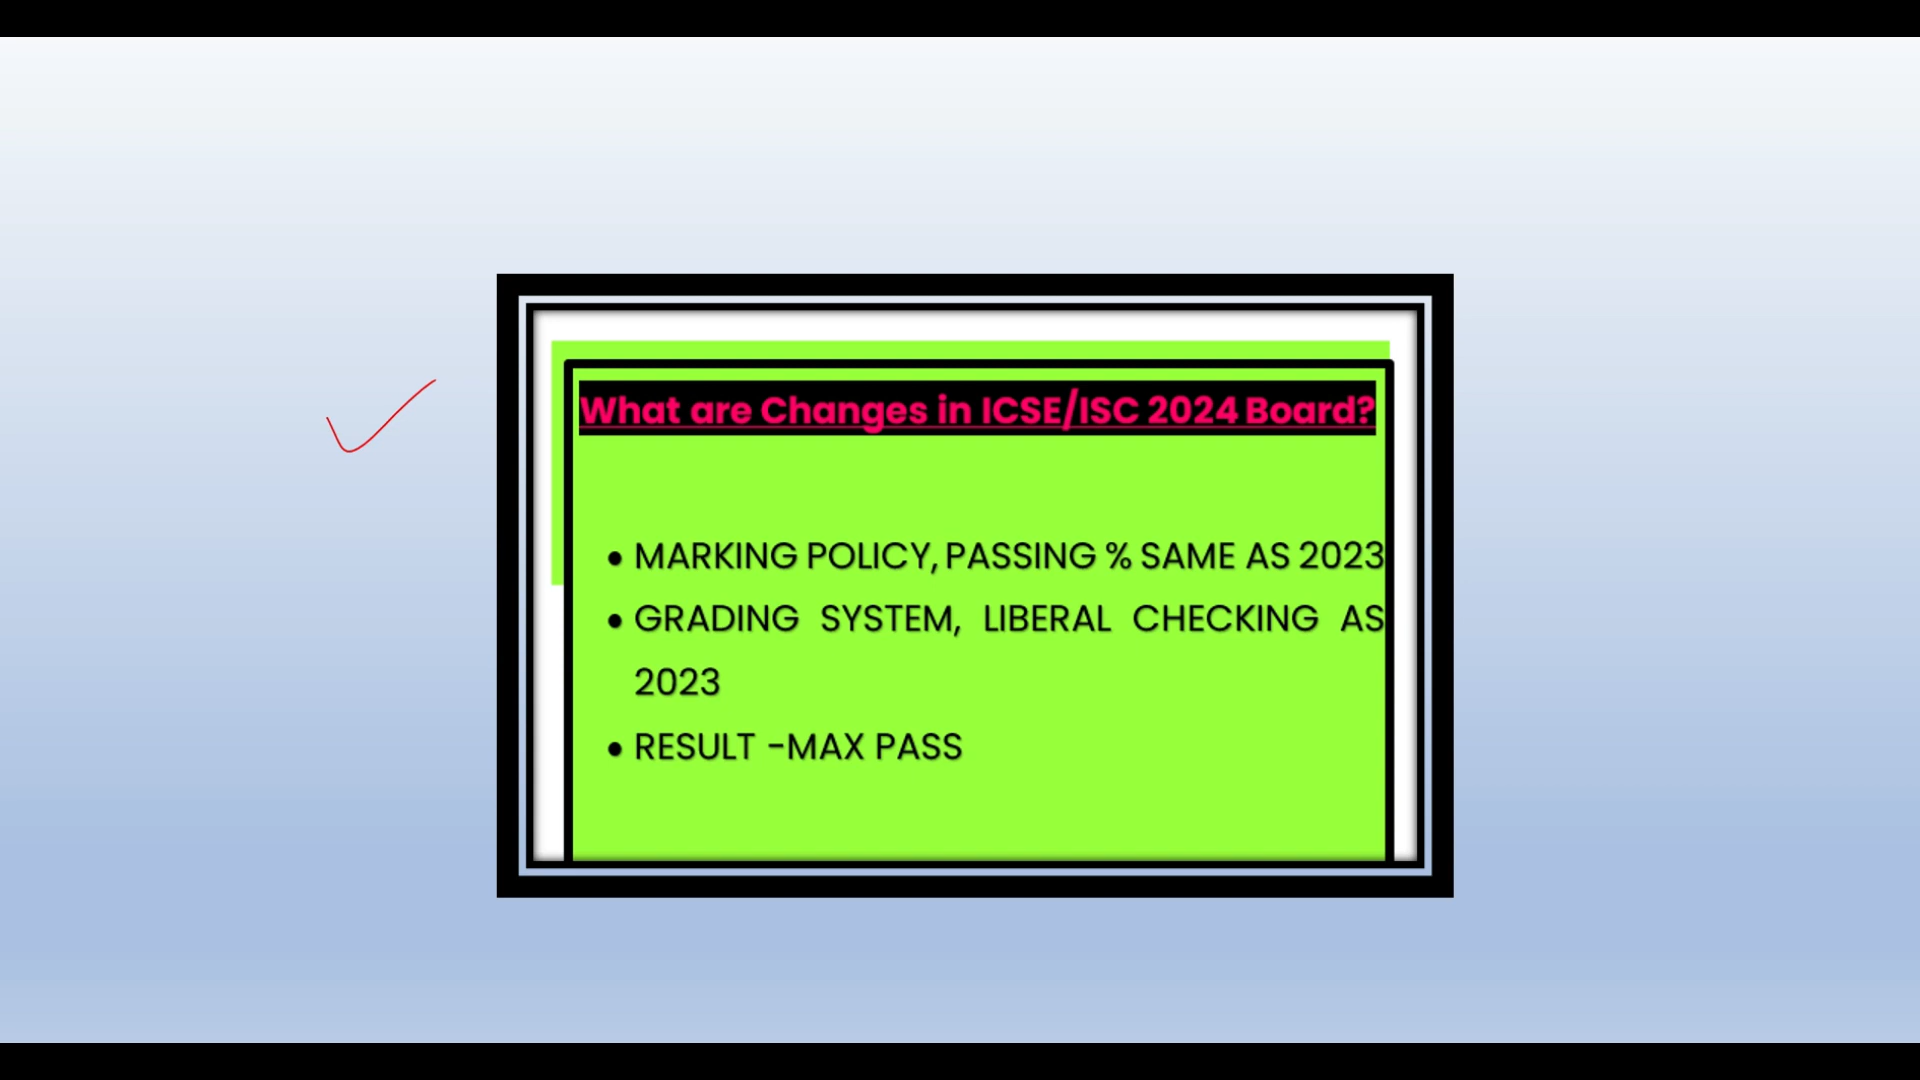 What are Changes in ICSE/ISC 2024 Board?
• MARKING POLICY, PASSING % SAME AS 2023
• GRADING SYSTEM, LIBERAL CHECKING AS
2023
• RESULT -MAX PASS